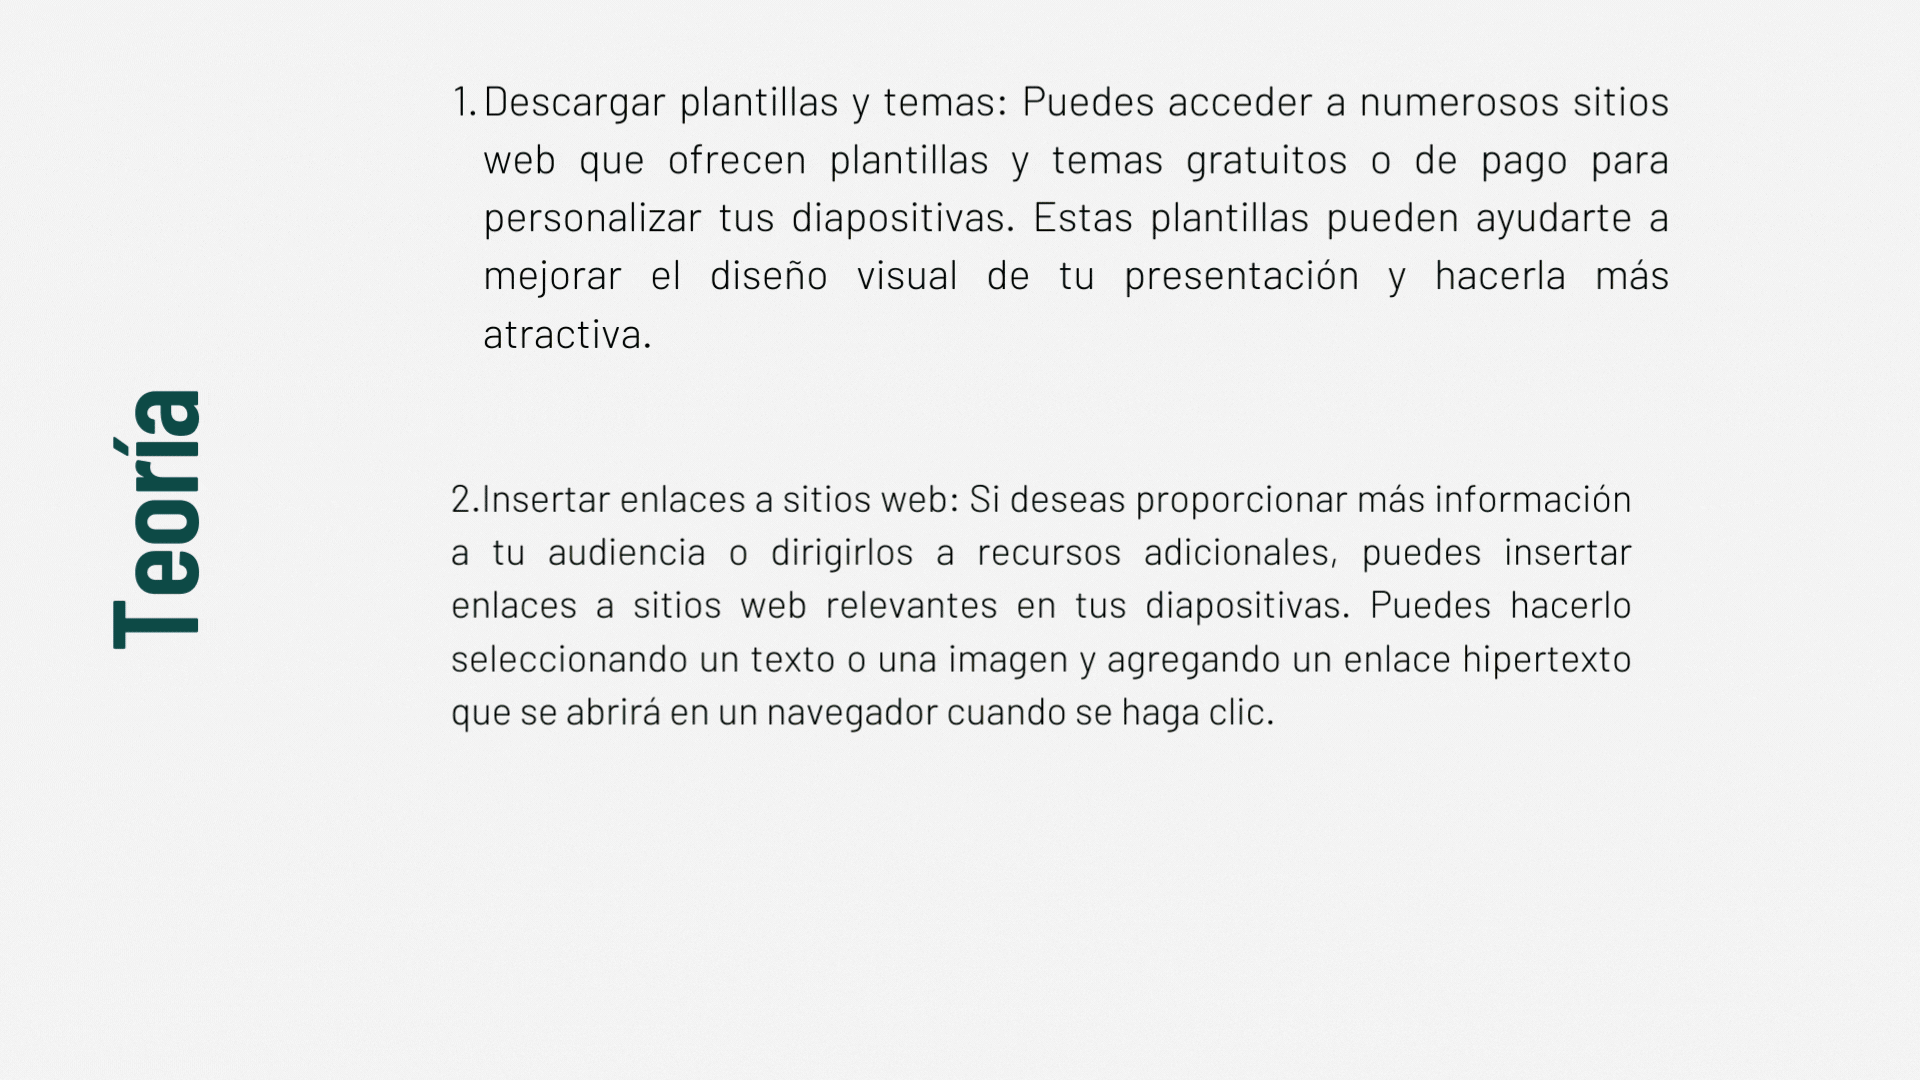 Teoría
1. Descargar plantillas y temas: Puedes acceder a numerosos sitios
web que ofrecen plantillas y temas gratuitos o de pago para
personalizar tus diapositivas. Estas plantillas pueden ayudarte a
mejorar el diseño visual de tu presentación y hacerla más
atractiva.
2.Insertar enlaces a sitios web: Si deseas proporcionar más información
a tu audiencia o dirigirlos a recursos adicionales, puedes insertar
enlaces a sitios web relevantes en tus diapositivas. Puedes hacerlo
seleccionando un texto o una imagen y agregando un enlace hipertexto
que se abrirá en un navegador cuando se haga clic.